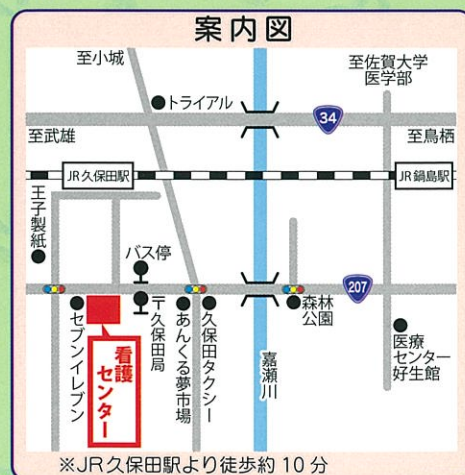 案内図
至小城
至佐賀大学
医学部
トライアル
34
至武雄
至鳥栖
JR久保田駅
JR鍋島駅
王子製紙
バス停
207
セブンイレブン
看護
センター
〒久保田局
あんくる夢市場
久保田タクシー
嘉瀬川
森林
公園
医療
センター
好生館
※JR久保田駅より徒歩約10分